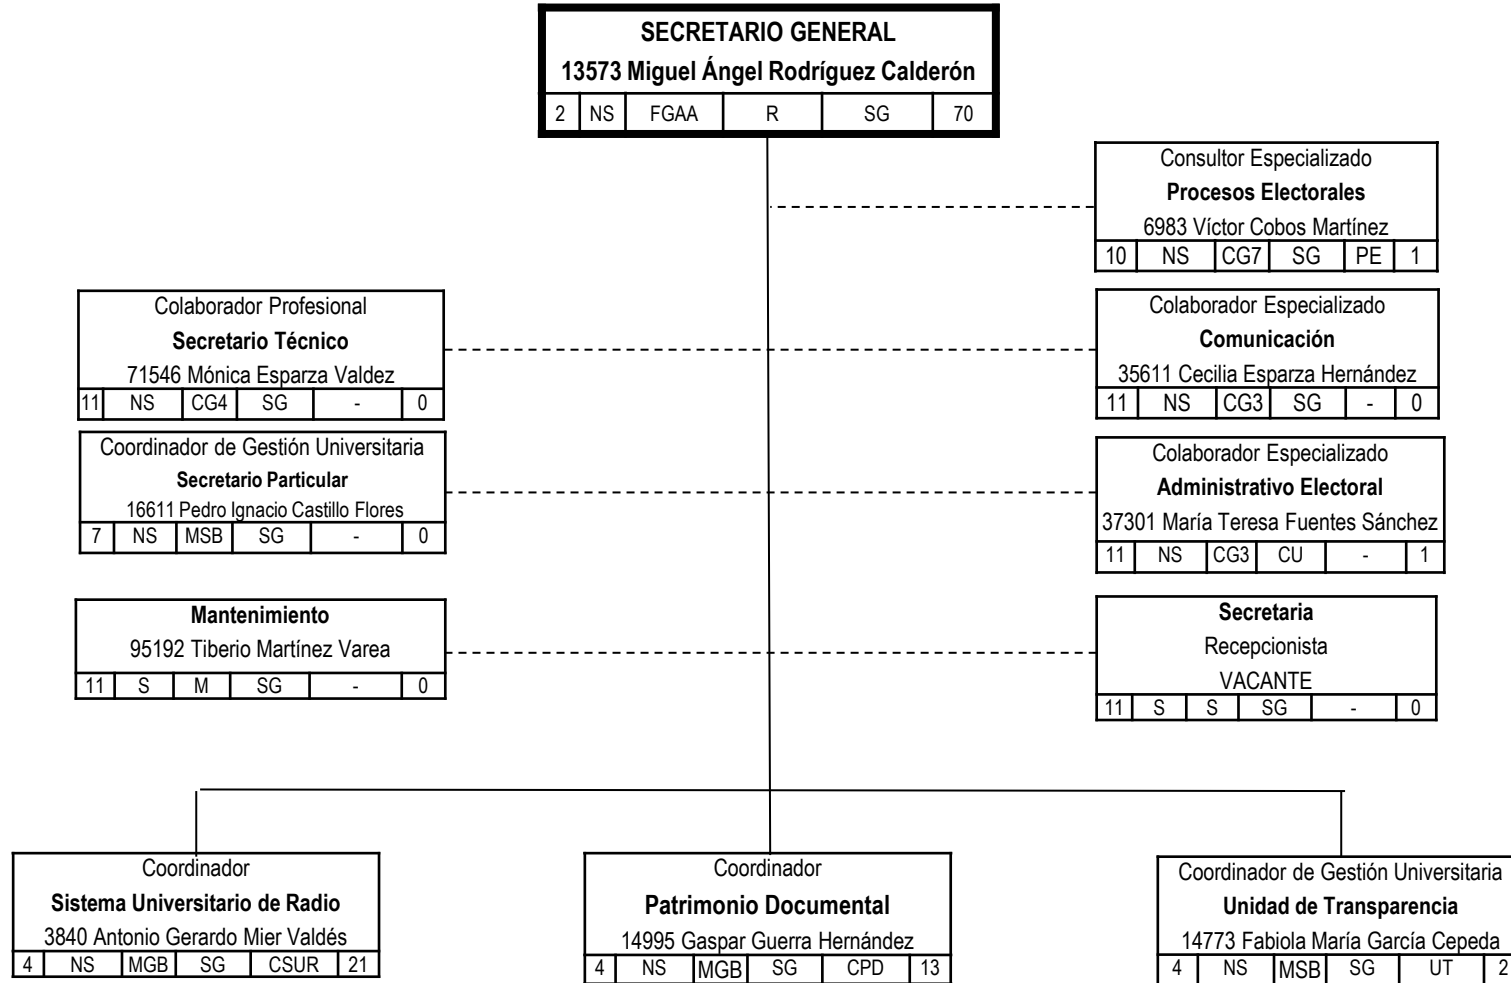 SECRETARIO GENERAL
13573 Miguel Ángel Rodríguez Calderón
2 NS FGAA R SG 70
Consultor Especializado
Procesos Electorales
6983 Víctor Cobos Martínez
10 NS CG7 SG PE 1
Colaborador Profesional
Secretario Técnico
71546 Mónica Esparza Valdez
11 NS CG4 SG - 0
Colaborador Especializado
Comunicación
35611 Cecilia Esparza Hernández
11 NS CG3 SG - 0
Coordinador de Gestión Universitaria
Secretario Particular
16611 Pedro Ignacio Castillo Flores
7 NS MSB SG - 0
Colaborador Especializado
Administrativo Electoral
37301 María Teresa Fuentes Sánchez
11 NS CG3 CU - 1
Mantenimiento
95192 Tiberio Martínez Varea
11 S M SG - 0
Secretaria
Recepcionista
VACANTE
11 S S SG - 0
Coordinador
Sistema Universitario de Radio
3840 Antonio Gerardo Mier Valdés
4 NS MGB SG CSUR 21
Coordinador
Patrimonio Documental
14995 Gaspar Guerra Hernández
4 NS MGB SG CPD 13
Coordinador de Gestión Universitaria
Unidad de Transparencia
14773 Fabiola María García Cepeda
4 NS MSB SG UT 2